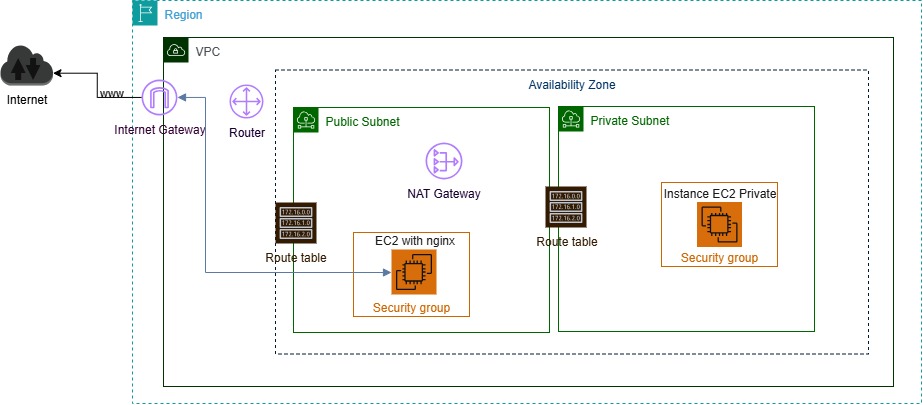 Region
VPC
Availability Zone
Internet
www
Internet Gateway
Router
Public Subnet
Private Subnet
NAT Gateway
Instance EC2 Private
Security group
172.16.0.0
172.16.1.0
172.16.2.0
Route table
172.16.0.0
172.16.1.0
172.16.2.0
Route table
EC2 with nginx
Security group